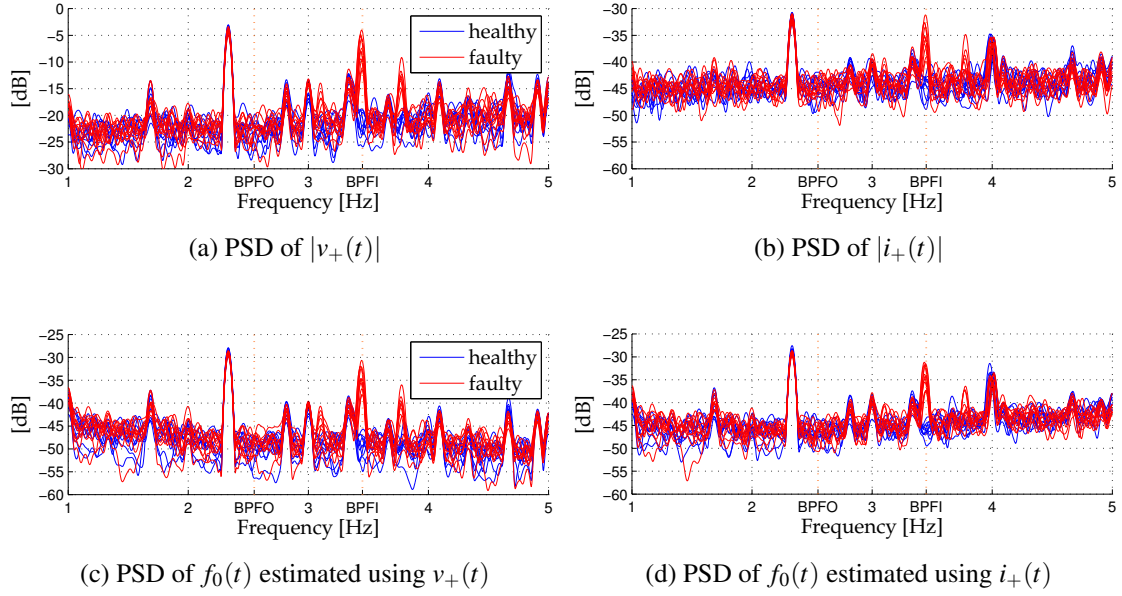 0
−5
−10
−15
−20
−25
−30
[dB]
1
2
BPFO
3
BPFI
4
5
Frequency [Hz]
healthy
faulty
(a) PSD of |v+(t)|
−30
−35
−40
−45
−50
−55
−60
[dB]
1
2
BPFO
3
BPFI
4
5
Frequency [Hz]
(b) PSD of |i+(t)|
−25
−30
−35
−40
−45
−50
−55
−60
[dB]
1
2
BPFO
3
BPFI
4
5
Frequency [Hz]
healthy
faulty
(c) PSD of f0(t) estimated using v+(t)
−25
−30
−35
−40
−45
−50
−55
−60
[dB]
1
2
BPFO
3
BPFI
4
5
Frequency [Hz]
(d) PSD of f0(t) estimated using i+(t)